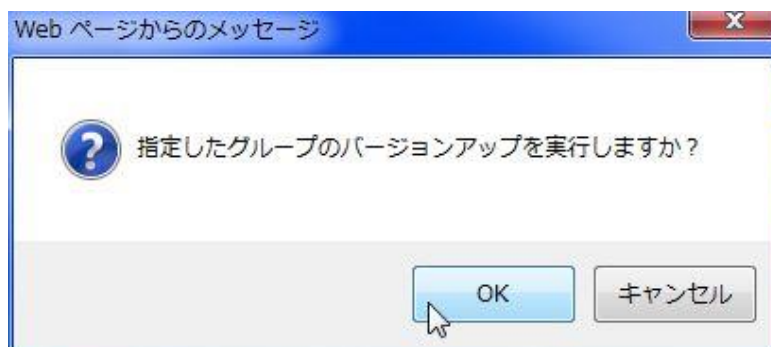 Web ページからのメッセージ
指定したグループのバージョンアップを実行しますか?
OK
キャンセル